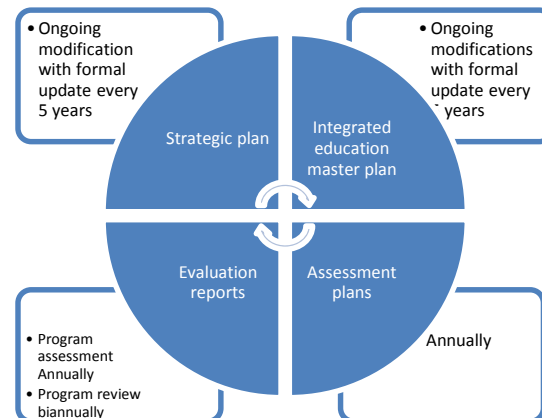 • Ongoing
modification
with formal
update every
5 years
• Ongoing
modifications
with formal
update every
years
Strategic plan
Integrated
education
master plan
Evaluation
reports
Assessment
plans
• Program
assessment
Annually
• Program review
biannually
Annually